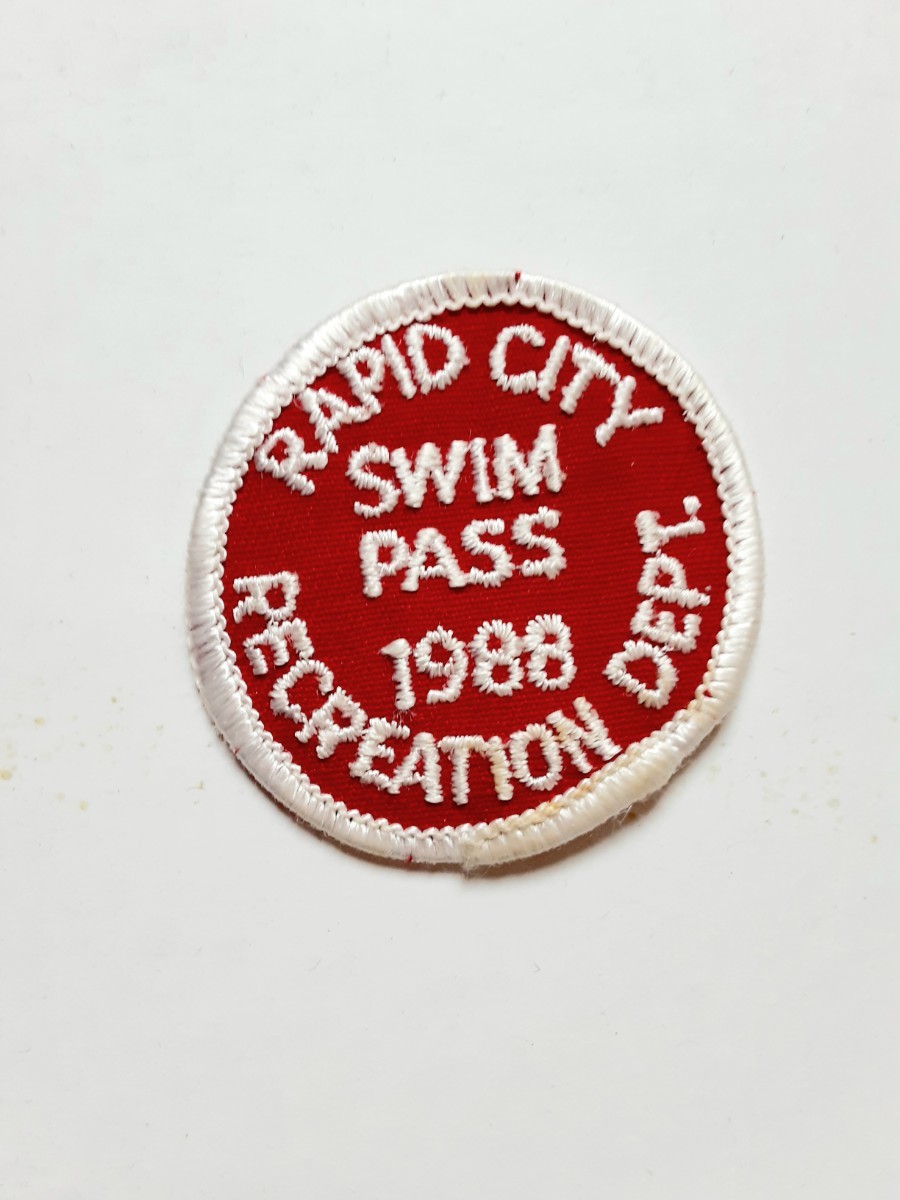 RAPID CITY
SWIM
PASS
1988
RECREATION DEPT.